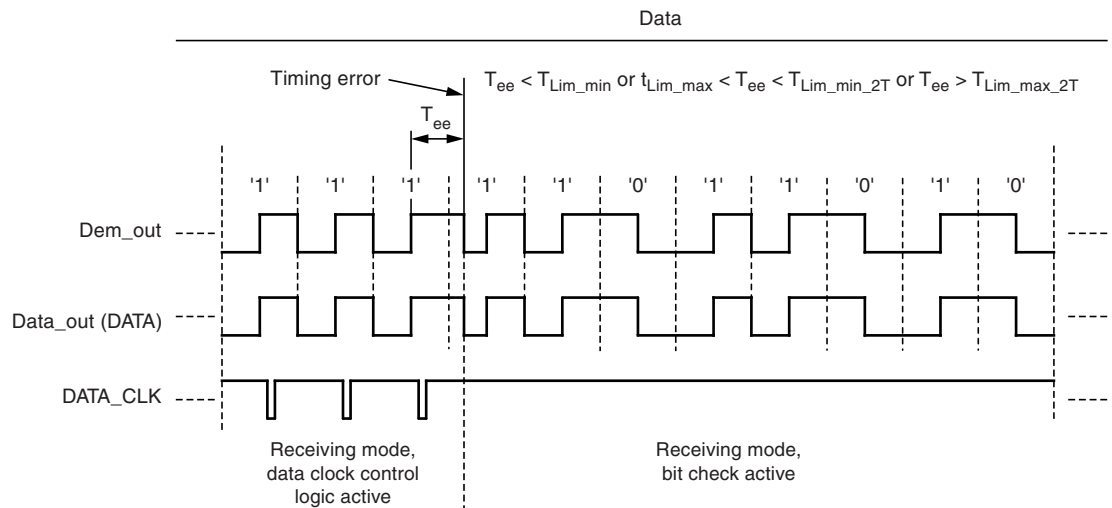 Data
Timing error
T_ee < T_Lim_min or t_Lim_max < T_ee < T_Lim_min_2T or T_ee > T_Lim_max_2T
T_ee
'1' '1' '1' '1' '1' '0' '1' '1' '0' '1' '0'
Dem_out
Data_out (DATA)
DATA_CLK
Receiving mode,
data clock control
logic active
Receiving mode,
bit check active